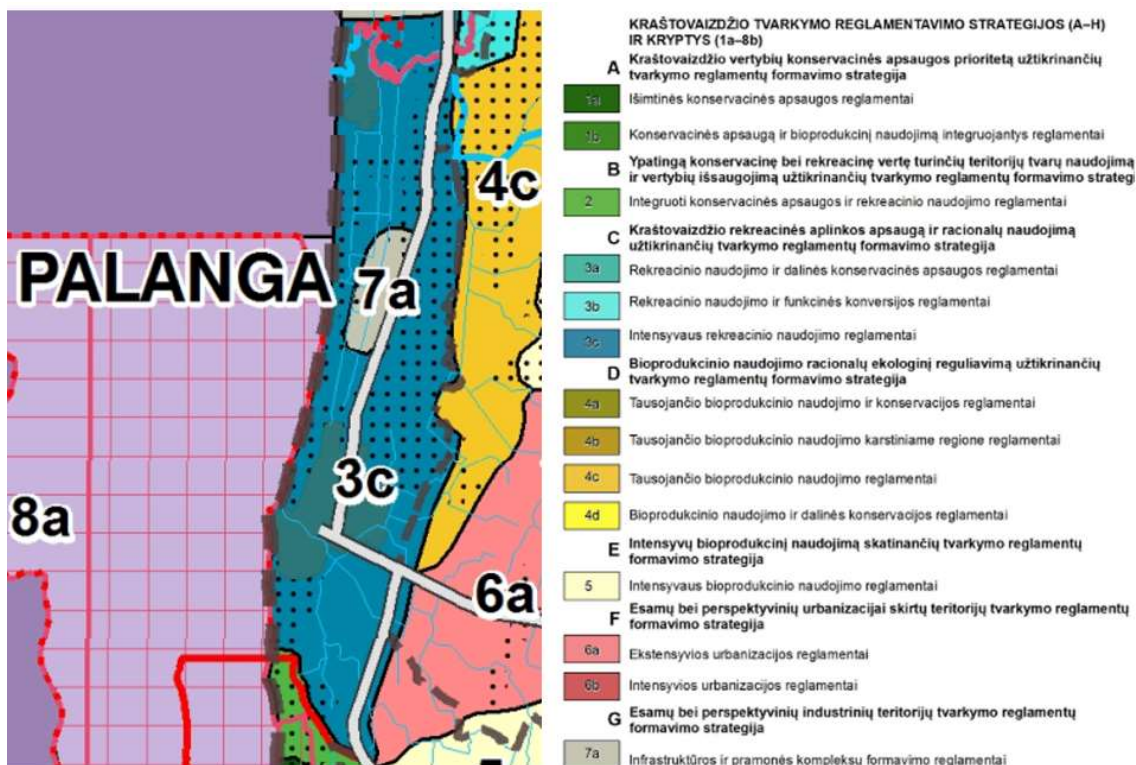 PALANGA
4c
7a
3c
8a
6a
KRAŠTOVAIZDŽIO TVARKYMO REGLAMENTAVIMO STRATEGIJOS (A–H)
IR KRYPTYS (1a–8b)
A Kraštovaizdžio vertybių konservacinės apsaugos prioritetą užtikrinančių
tvarkymo reglamentų formavimo strategija
1a Išimtinės konservacinės apsaugos reglamentai
1b Konservacinės apsaugą ir bioprodukcinį naudojimą integruojantys reglamentai
B Ypatingą konservacinę bei rekreacinę vertę turinčių teritorijų tvarų naudojimą
ir vertybių išsaugojimą užtikrinančių tvarkymo reglamentų formavimo strategi
2 Integruoti konservacinės apsaugos ir rekreacinio naudojimo reglamentai
C Kraštovaizdžio rekreacinės aplinkos apsaugą ir racionalų naudojimą
užtikrinančių tvarkymo reglamentų formavimo strategija
3a Rekreacinio naudojimo ir dalinės konservacinės apsaugos reglamentai
3b Rekreacinio naudojimo ir funkcinės konversijos reglamentai
3c Intensyvaus rekreacinio naudojimo reglamentai
D Bioprodukcinio naudojimo racionalų ekologinį reguliavimą užtikrinančių
tvarkymo reglamentų formavimo strategija
4a Tausojančio bioprodukcinio naudojimo ir konservacijos reglamentai
4b Tausojančio bioprodukcinio naudojimo karstiniame regione reglamentai
4c Tausojančio bioprodukcinio naudojimo reglamentai
4d Bioprodukcinio naudojimo ir dalinės konservacijos reglamentai
E Intensyvų bioprodukcinį naudojimą skatinančių tvarkymo reglamentų
formavimo strategija
5 Intensyvaus bioprodukcinio naudojimo reglamentai
F Esamų bei perspektyvinių urbanizacijai skirtų teritorijų tvarkymo reglamentų
formavimo strategija
6a Ekstensyvios urbanizacijos reglamentai
6b Intensyvios urbanizacijos reglamentai
G Esamų bei perspektyvinių industrinių teritorijų tvarkymo reglamentų
formavimo strategija
7a Infrastruktūros ir pramonės kompleksų formavimo reglamentai